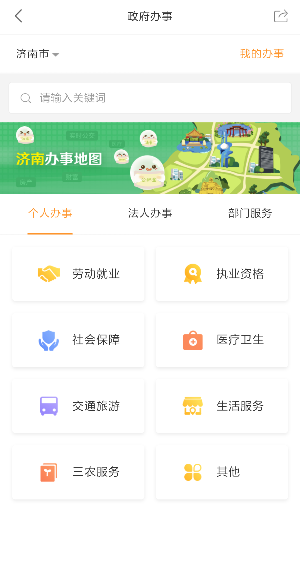 政府办事
济南市
我的办事
请输入关键词
济南办事地图
个人办事
法人办事
部门服务
劳动就业
执业资格
社会保障
医疗卫生
交通旅游
生活服务
三农服务
其他